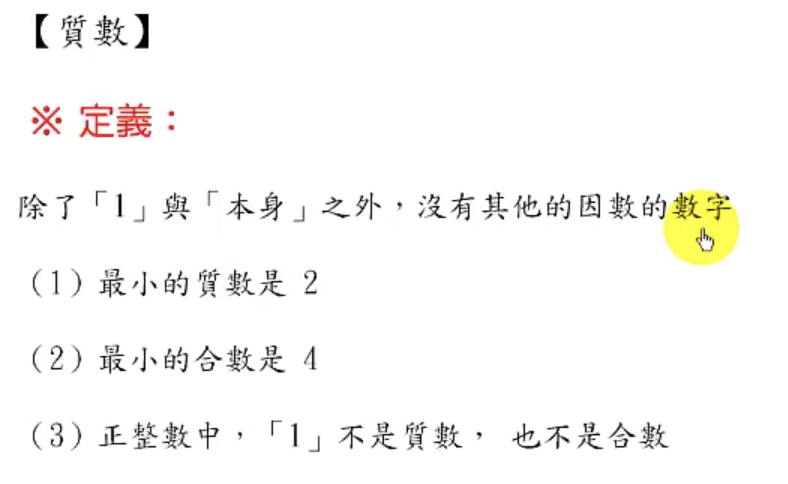 【質數】
※ 定義：
除了「1」與「本身」之外，沒有其他的因數的數字
（1）最小的質數是 2
（2）最小的合數是 4
（3）正整數中，「1」不是質數， 也不是合數